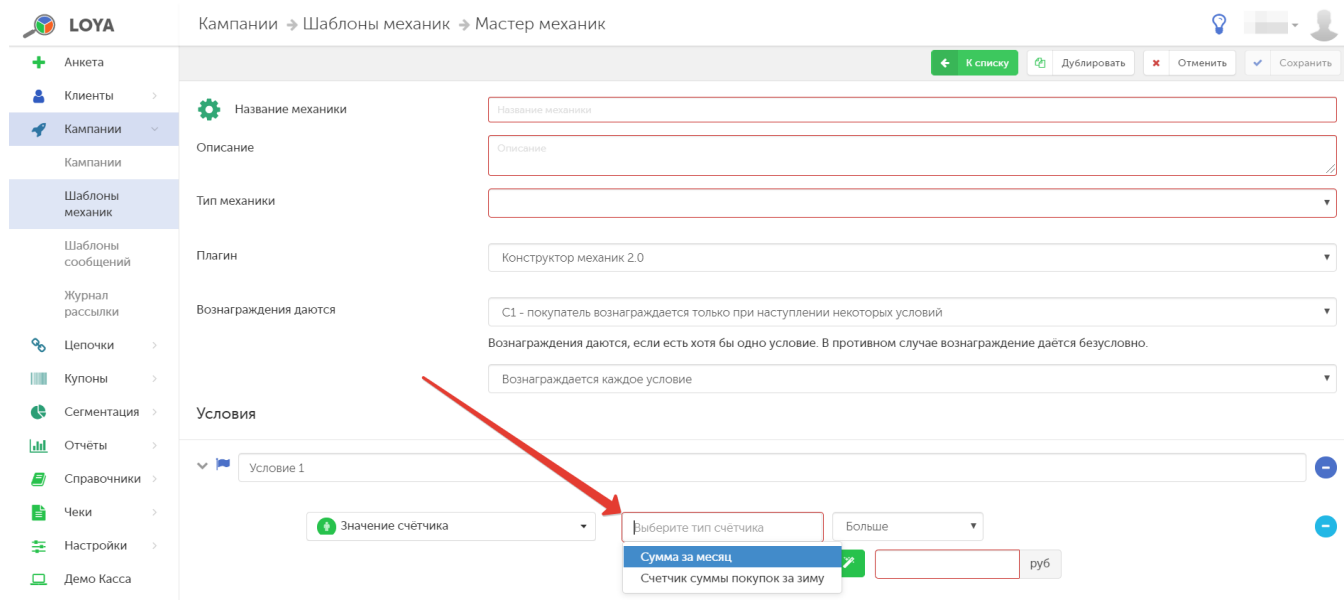 LOYA
Кампании → Шаблоны механик → Мастер механик
Анкета
К списку
Дублировать
Отменить
Сохранить
Клиенты
Название механики
Название механики
Кампании
Описание
Описание
Кампании
Шаблоны
механик
Тип механики
Шаблоны
сообщений
Плагин
Конструктор механик 2.0
Журнал
рассылки
Вознаграждения даются
C1 - покупатель вознаграждается только при наступлении некоторых условий
Вознаграждения даются, если есть хотя бы одно условие. В противном случае вознаграждение даётся безусловно.
Цепочки
Купоны
Вознаграждается каждое условие
Сегментация
Условия
Отчёты
Условие 1
Справочники
Чеки
Значение счётчика
Выберите тип счётчика
Больше
Настройки
Сумма за месяц
руб
Демо Касса
Счетчик суммы покупок за зиму